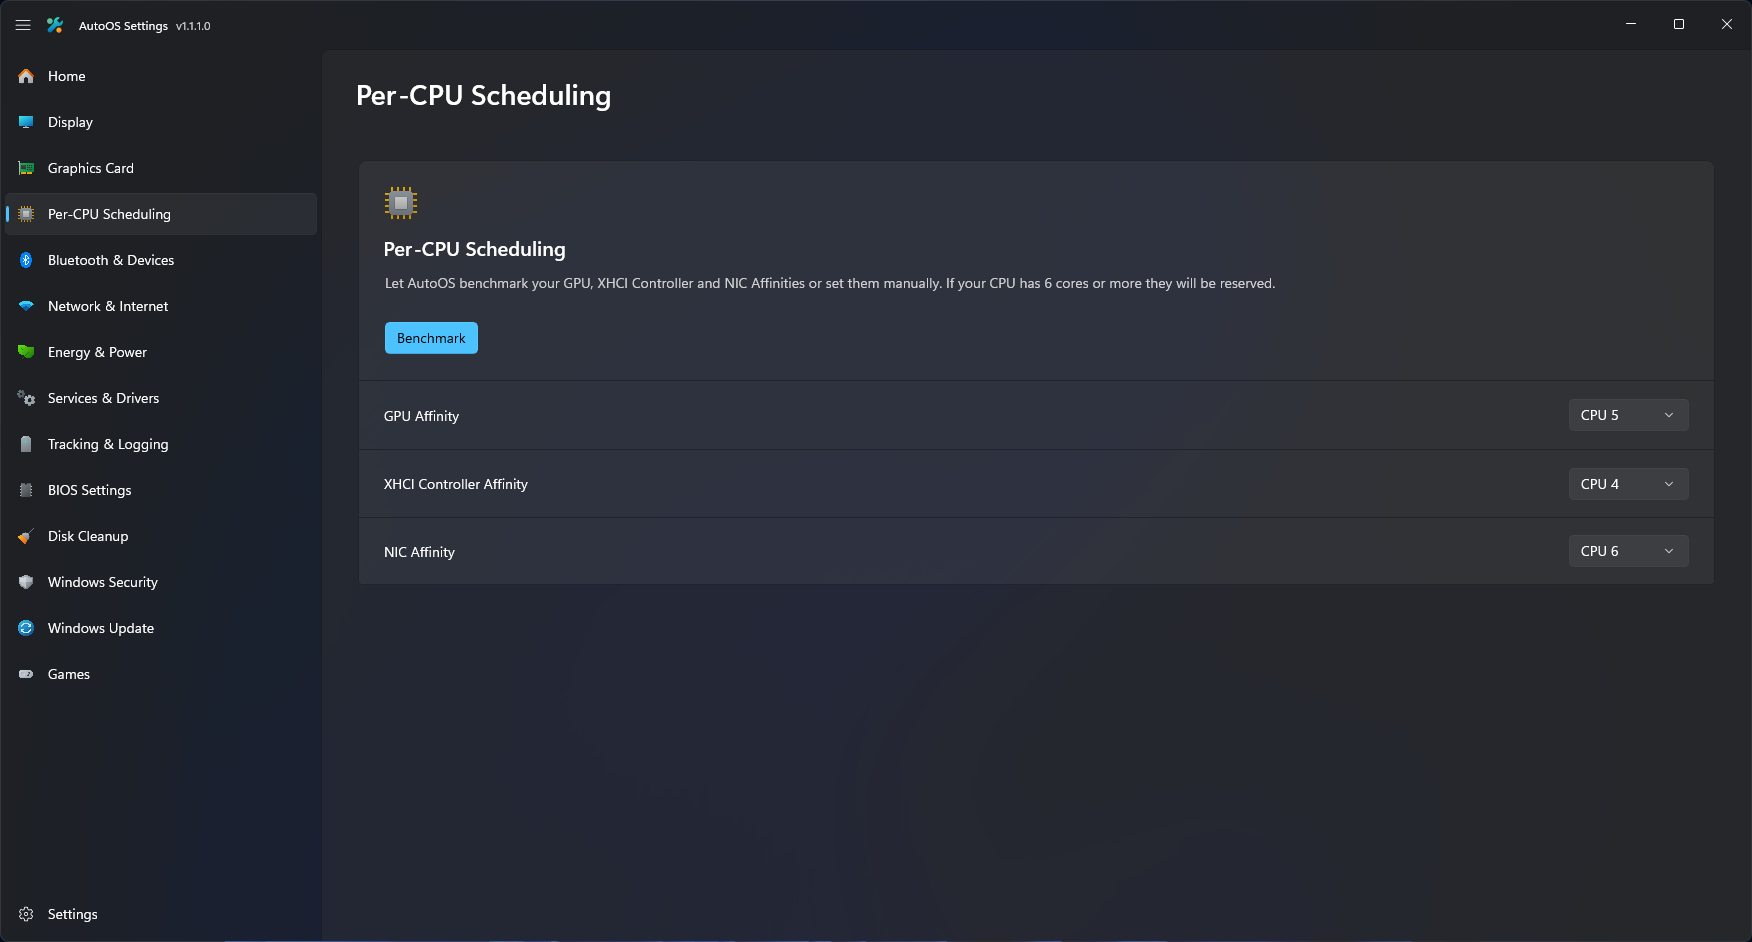 AutoOS Settings v1.1.1.0
Home
Display
Graphics Card
Per-CPU Scheduling
Bluetooth & Devices
Network & Internet
Energy & Power
Services & Drivers
Tracking & Logging
BIOS Settings
Disk Cleanup
Windows Security
Windows Update
Games
Settings
Per-CPU Scheduling
Per-CPU Scheduling
Let AutoOS benchmark your GPU, XHCI Controller and NIC Affinities or set them manually. If your CPU has 6 cores or more they will be reserved.
Benchmark
GPU Affinity CPU 5
XHCI Controller Affinity CPU 4
NIC Affinity CPU 6